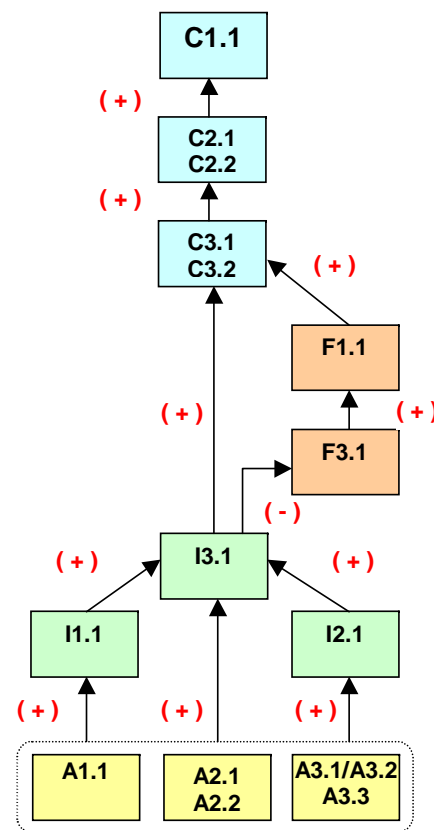 C1.1
( + )
C2.1
C2.2
( + )
C3.1
C3.2
( + )
F1.1
( + )
( + )
F3.1
( - )
I3.1
( + )
( + )
I1.1
I2.1
( + )
( + )
( + )
A1.1
A2.1
A2.2
A3.1/A3.2
A3.3